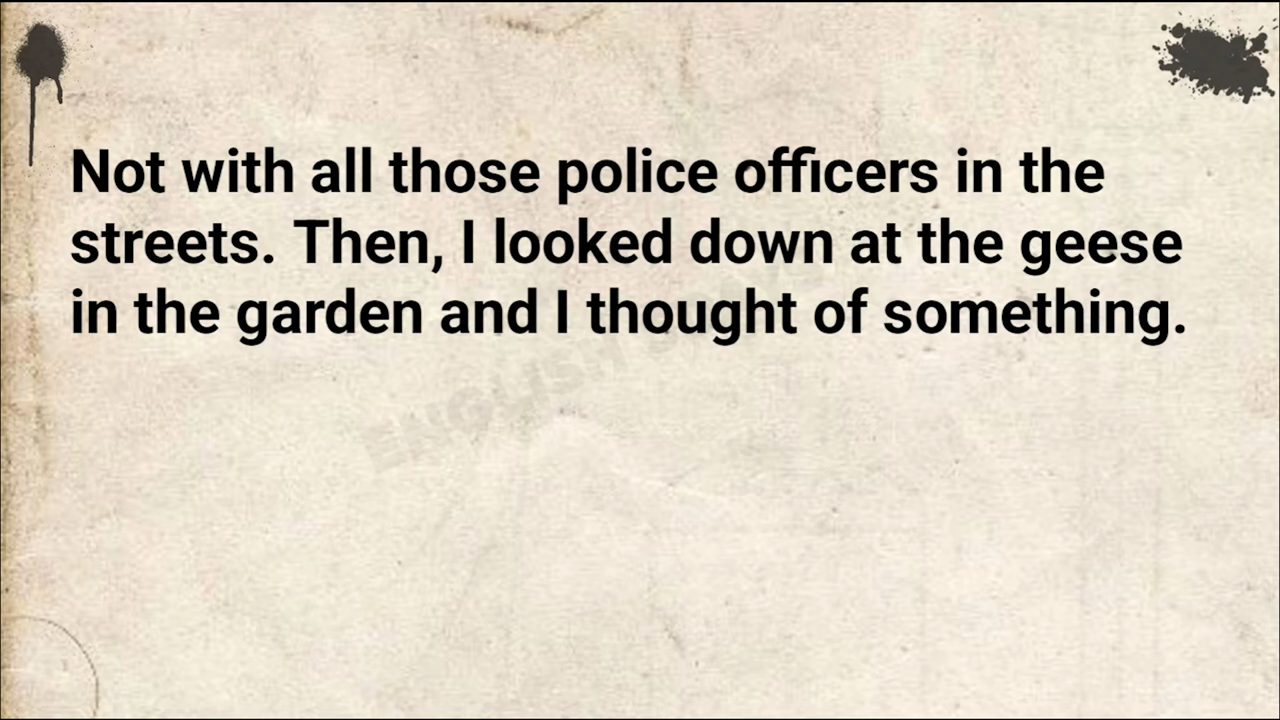 Not with all those police officers in the
streets. Then, I looked down at the geese
in the garden and I thought of something.
ENGLISH